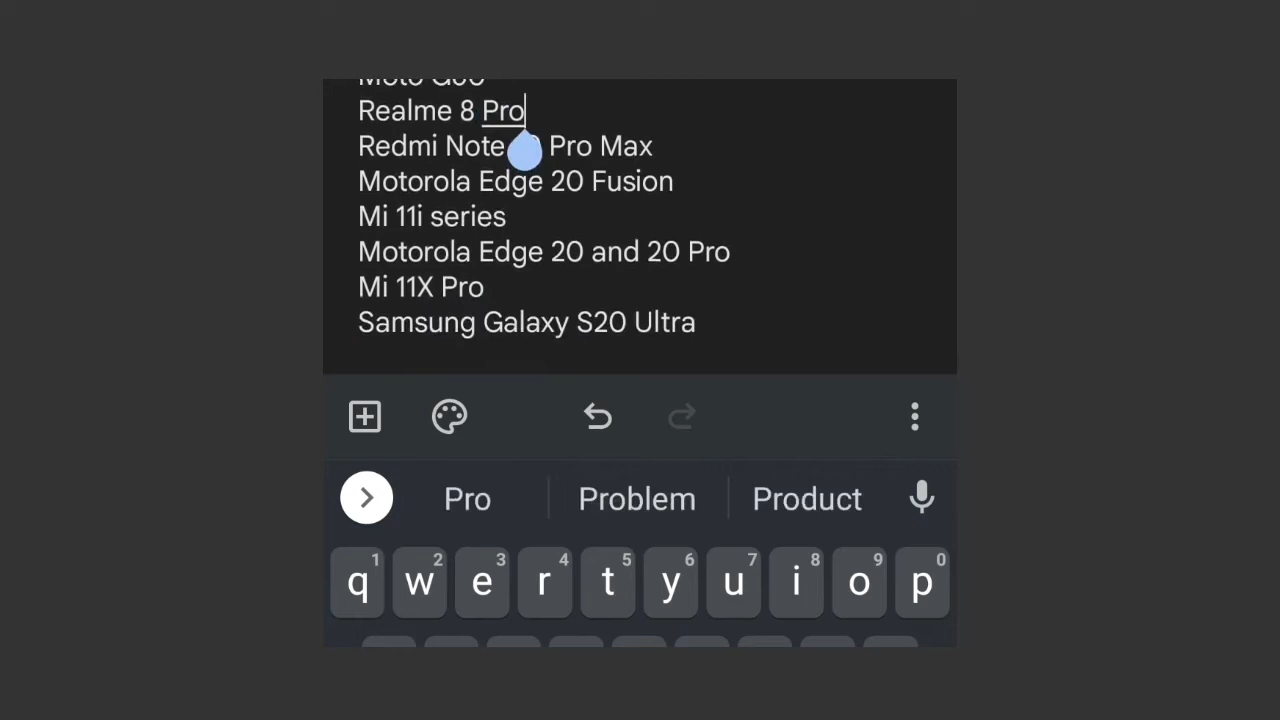 Realme 8 Pro
Redmi Note Pro Max
Motorola Edge 20 Fusion
Mi 11i series
Motorola Edge 20 and 20 Pro
Mi 11X Pro
Samsung Galaxy S20 Ultra
Pro Problem Product
1 2 3 4 5 6 7 8 9 0
q w e r t y u i o p